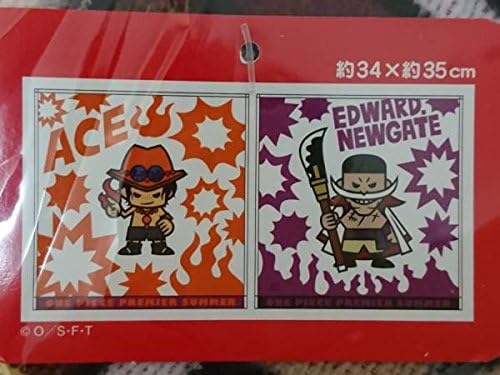 約34×約35cm
ACE
EDWARD.
NEWGATE
ONE PIECE PREMIER SUMMER
ONE PIECE PREMIER SUMMER
©O／S・F・T